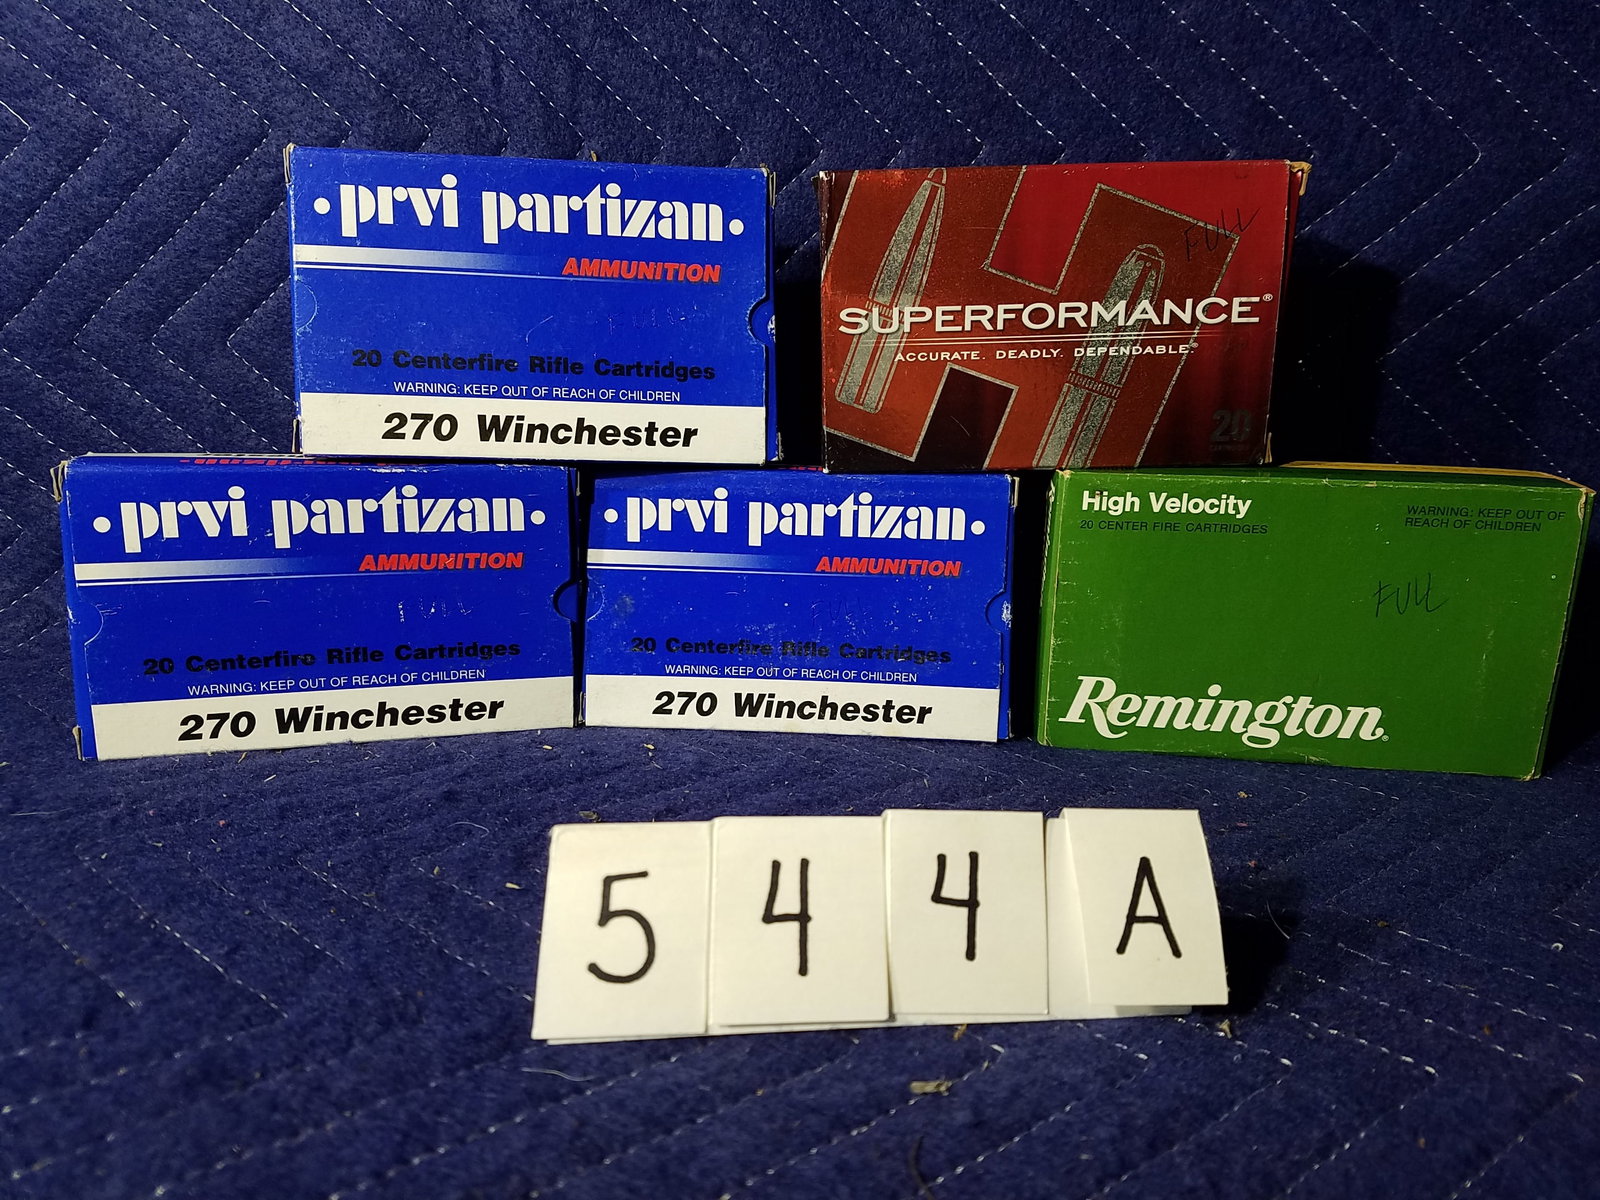 • prvi partizan •
AMMUNITION
FULL
20 Centerfire Rifle Cartridges
WARNING: KEEP OUT OF REACH OF CHILDREN
270 Winchester
FULL
SUPERFORMANCE®
ACCURATE. DEADLY. DEPENDABLE.®
20
• prvi partizan •
AMMUNITION
FULL
20 Centerfire Rifle Cartridges
WARNING: KEEP OUT OF REACH OF CHILDREN
270 Winchester
• prvi partizan •
AMMUNITION
FULL
20 Centerfire Rifle Cartridges
WARNING: KEEP OUT OF REACH OF CHILDREN
270 Winchester
High Velocity
20 CENTER FIRE CARTRIDGES
WARNING: KEEP OUT OF
REACH OF CHILDREN
FULL
Remington®
5 4 4 A